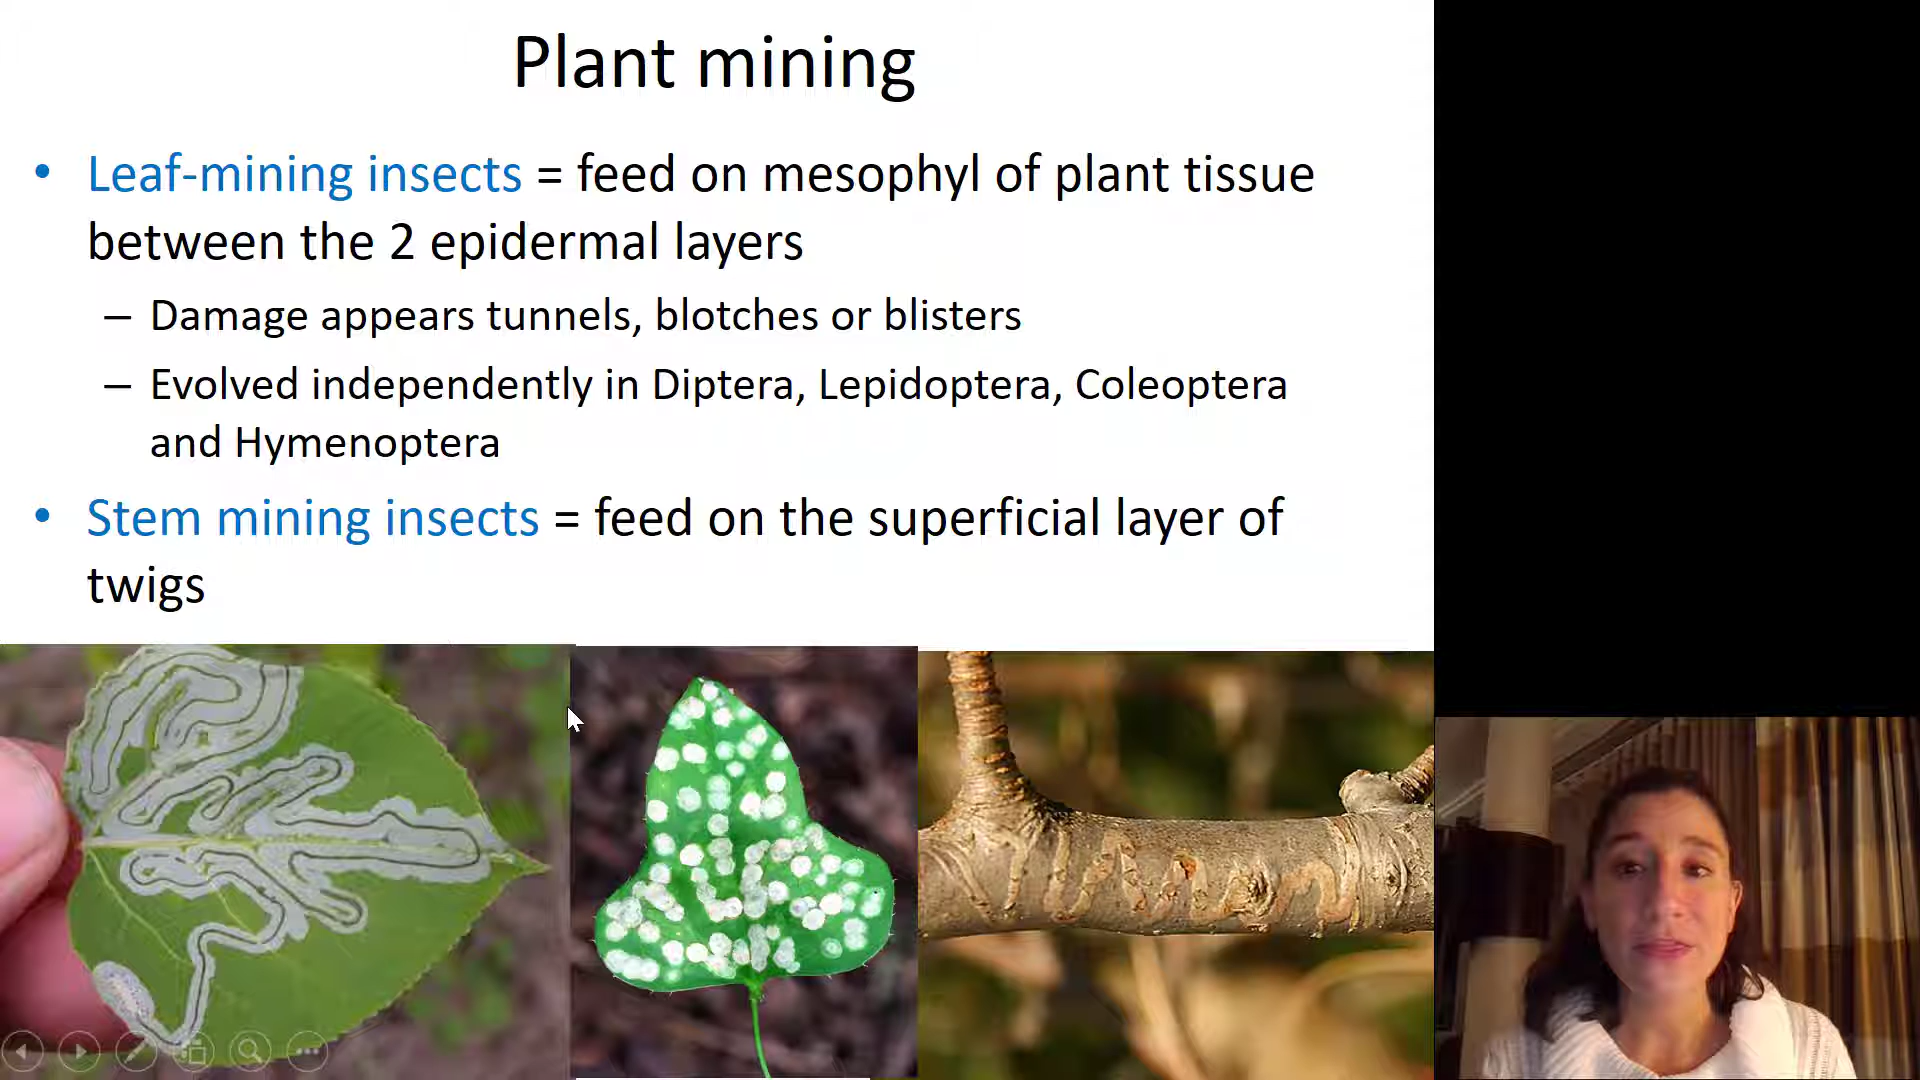 Plant mining
• Leaf-mining insects = feed on mesophyl of plant tissue
between the 2 epidermal layers
– Damage appears tunnels, blotches or blisters
– Evolved independently in Diptera, Lepidoptera, Coleoptera
and Hymenoptera
• Stem mining insects = feed on the superficial layer of
twigs